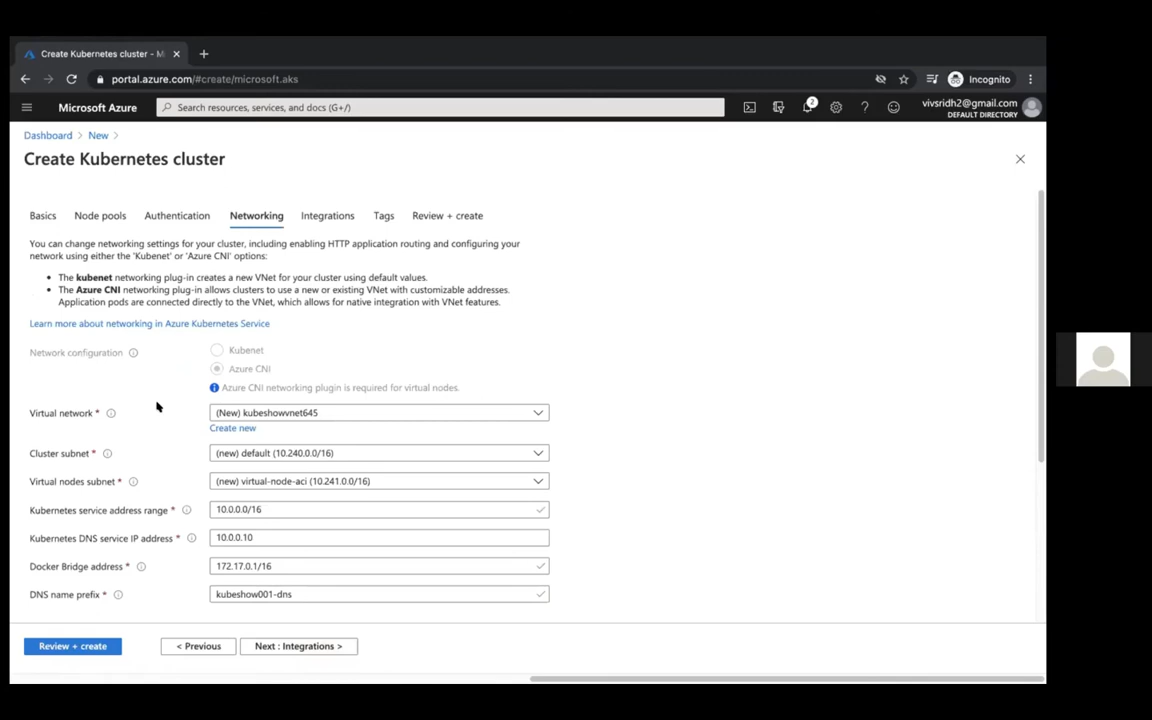 Create Kubernetes cluster - M
portal.azure.com/#create/microsoft.aks
Incognito
Microsoft Azure
Search resources, services, and docs (G+/)
2
vivsridh2@gmail.com
DEFAULT DIRECTORY
Dashboard > New >
Create Kubernetes cluster
Basics Node pools Authentication Networking Integrations Tags Review + create
You can change networking settings for your cluster, including enabling HTTP application routing and configuring your
network using either the 'Kubenet' or 'Azure CNI' options:
• The kubenet networking plug-in creates a new VNet for your cluster using default values.
• The Azure CNI networking plug-in allows clusters to use a new or existing VNet with customizable addresses.
Application pods are connected directly to the VNet, which allows for native integration with VNet features.
Learn more about networking in Azure Kubernetes Service
Network configuration Kubenet
Azure CNI
Azure CNI networking plugin is required for virtual nodes.
Virtual network * (New) kubeshowvnet645
Create new
Cluster subnet * (new) default (10.240.0.0/16)
Virtual nodes subnet * (new) virtual-node-aci (10.241.0.0/16)
Kubernetes service address range * 10.0.0.0/16
Kubernetes DNS service IP address * 10.0.0.10
Docker Bridge address * 172.17.0.1/16
DNS name prefix * kubeshow001-dns
Review + create < Previous Next : Integrations >